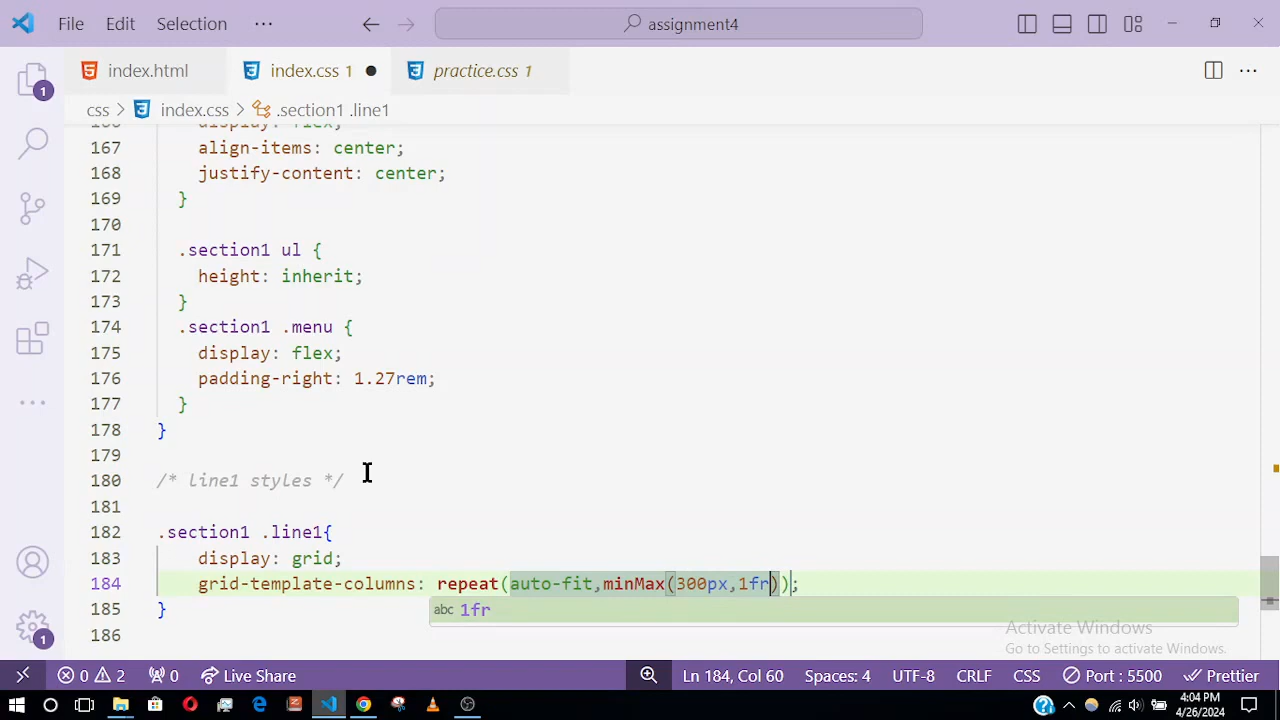 File Edit Selection ··· assignment4
index.html index.css 1 practice.css 1
css > index.css > .section1 .line1
166 display: flex;
167 align-items: center;
168 justify-content: center;
169 }
170
171 .section1 ul {
172 height: inherit;
173 }
174 .section1 .menu {
175 display: flex;
176 padding-right: 1.27rem;
177 }
178 }
179
180 /* line1 styles */
181
182 .section1 .line1{
183 display: grid;
184 grid-template-columns: repeat(auto-fit,minMax(300px,1fr));
abc 1fr
185 }
186
1
1
Activate Windows
Go to Settings to activate Windows.
0 2 0 Live Share Ln 184, Col 60 Spaces: 4 UTF-8 CRLF CSS Port : 5500 Prettier
4:04 PM
4/26/2024